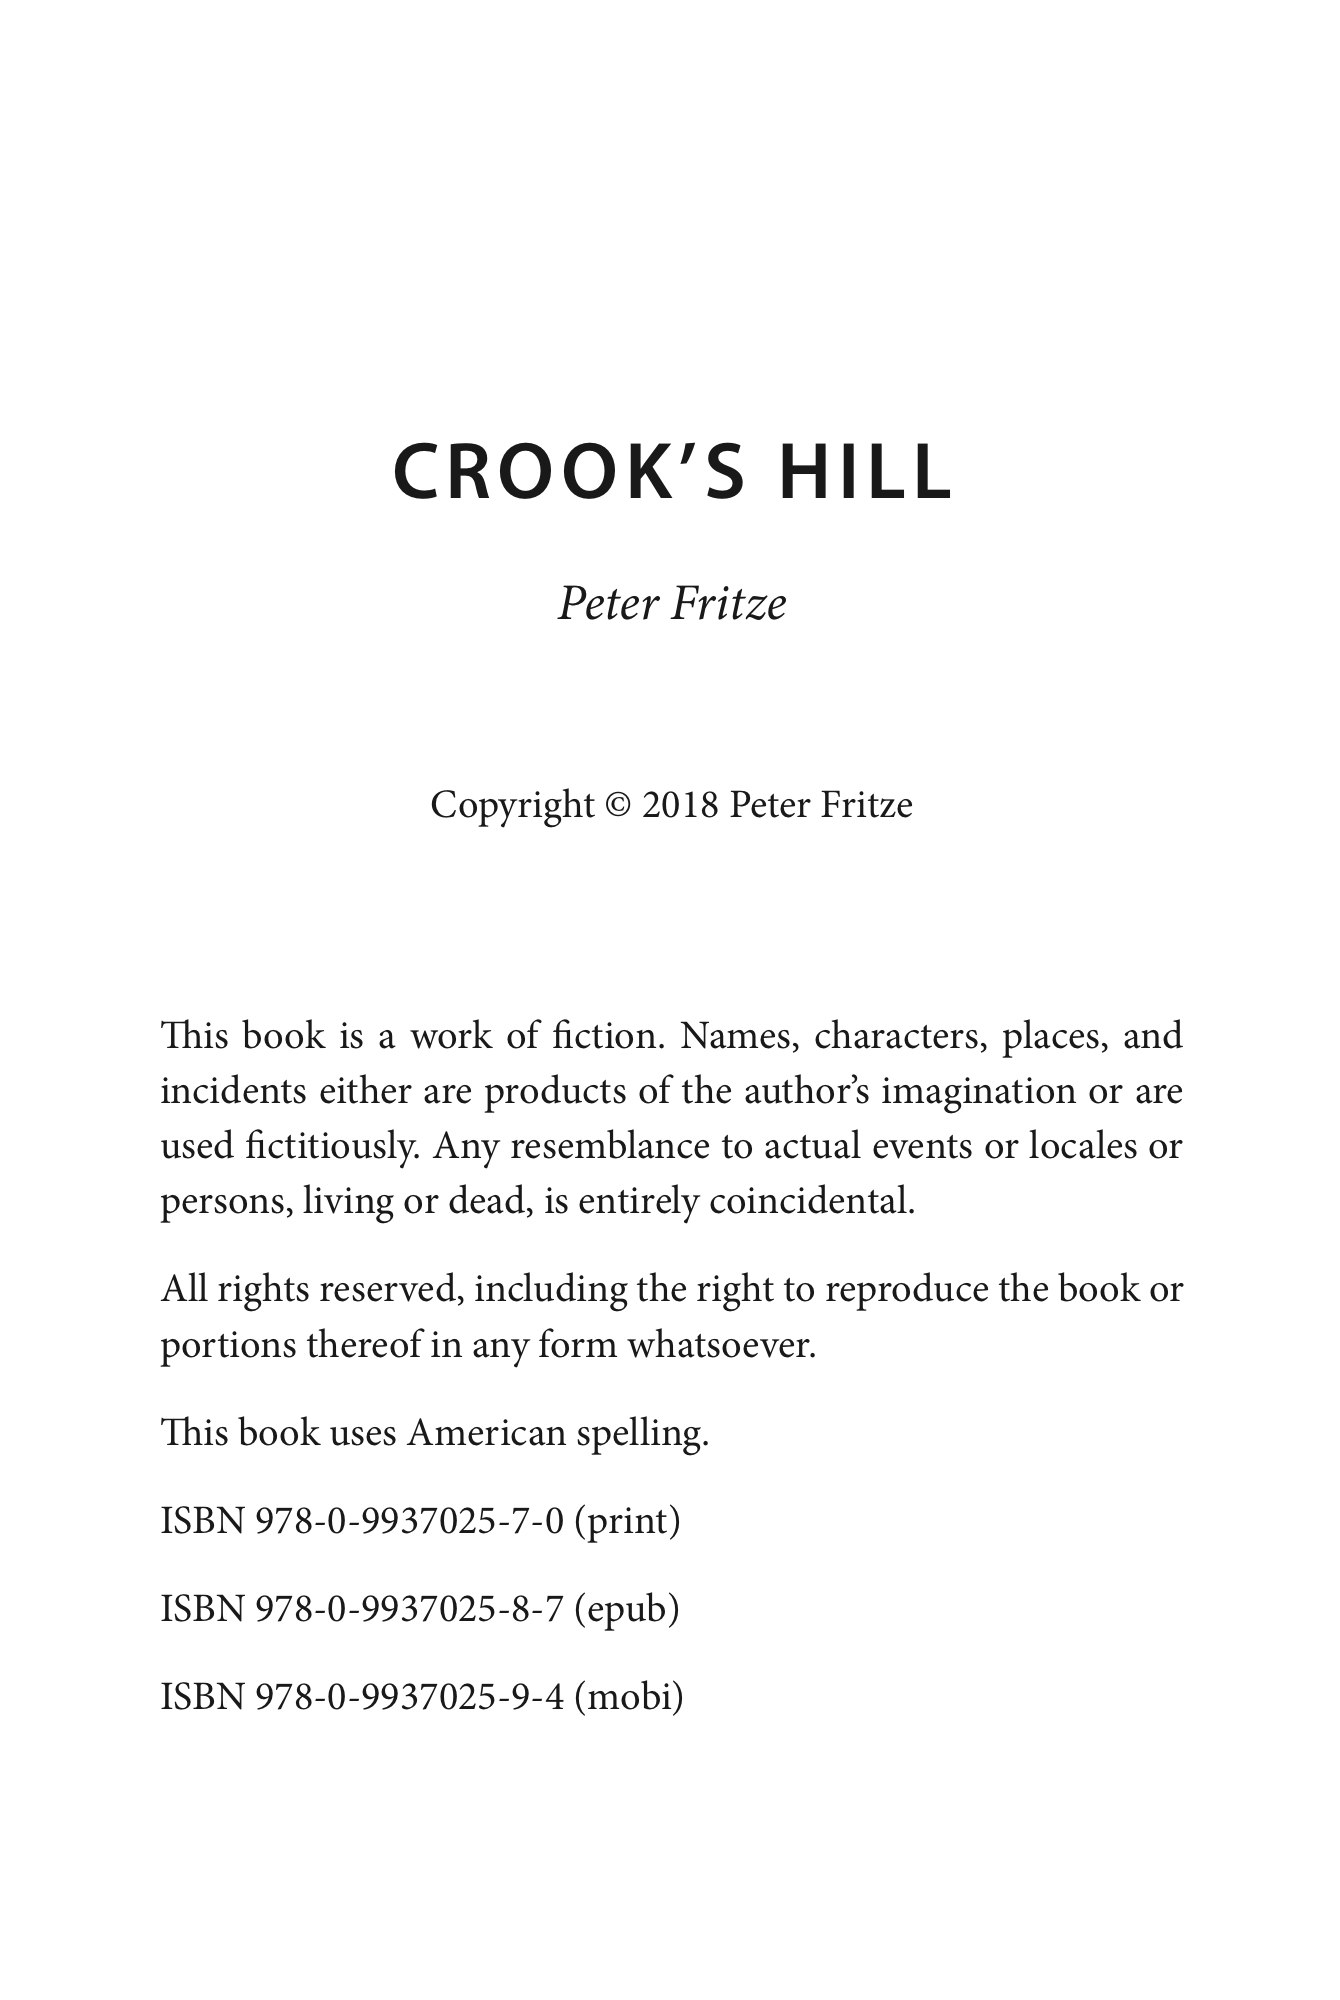 CROOK’S HILL
Peter Fritze
Copyright © 2018 Peter Fritze
This book is a work of fiction. Names, characters, places, and
incidents either are products of the author’s imagination or are
used fictitiously. Any resemblance to actual events or locales or
persons, living or dead, is entirely coincidental.
All rights reserved, including the right to reproduce the book or
portions thereof in any form whatsoever.
This book uses American spelling.
ISBN 978-0-9937025-7-0 (print)
ISBN 978-0-9937025-8-7 (epub)
ISBN 978-0-9937025-9-4 (mobi)